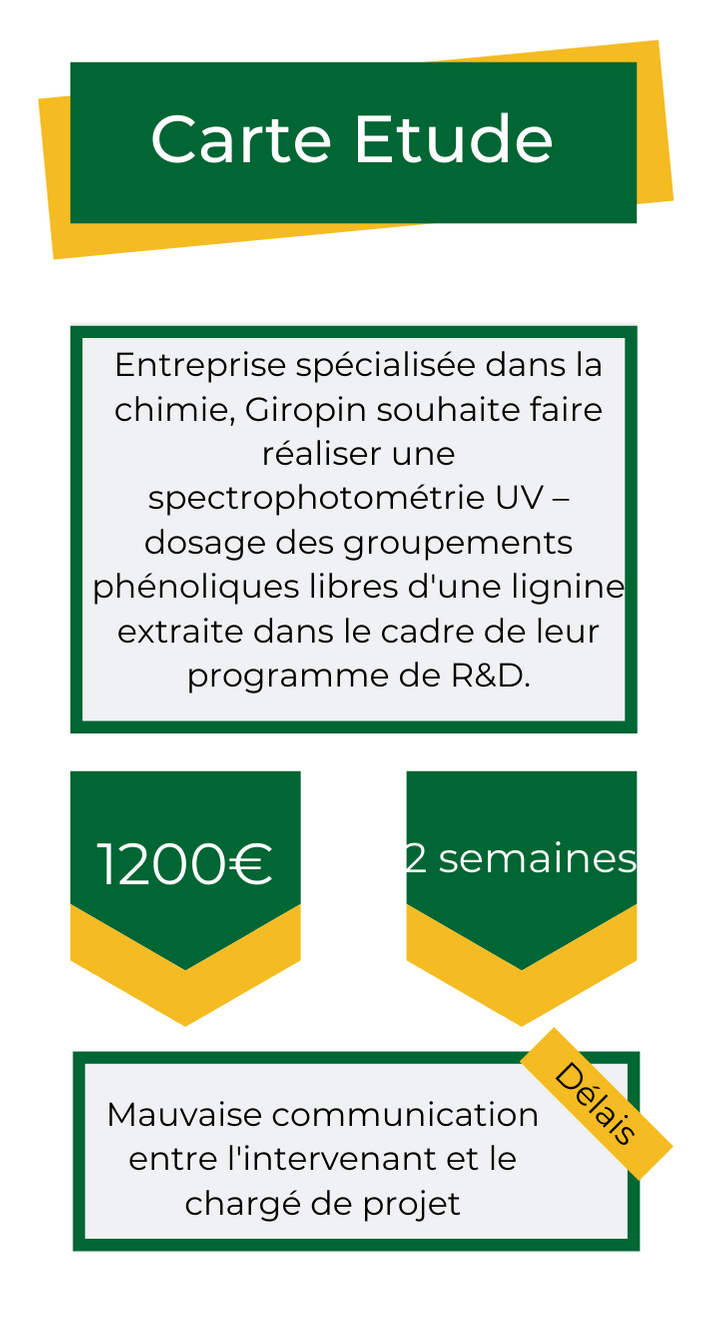 Carte Etude
Entreprise spécialisée dans la
chimie, Giropin souhaite faire
réaliser une
spectrophotométrie UV –
dosage des groupements
phénoliques libres d'une lignine
extraite dans le cadre de leur
programme de R&D.
1200€
2 semaines
Délais
Mauvaise communication
entre l'intervenant et le
chargé de projet